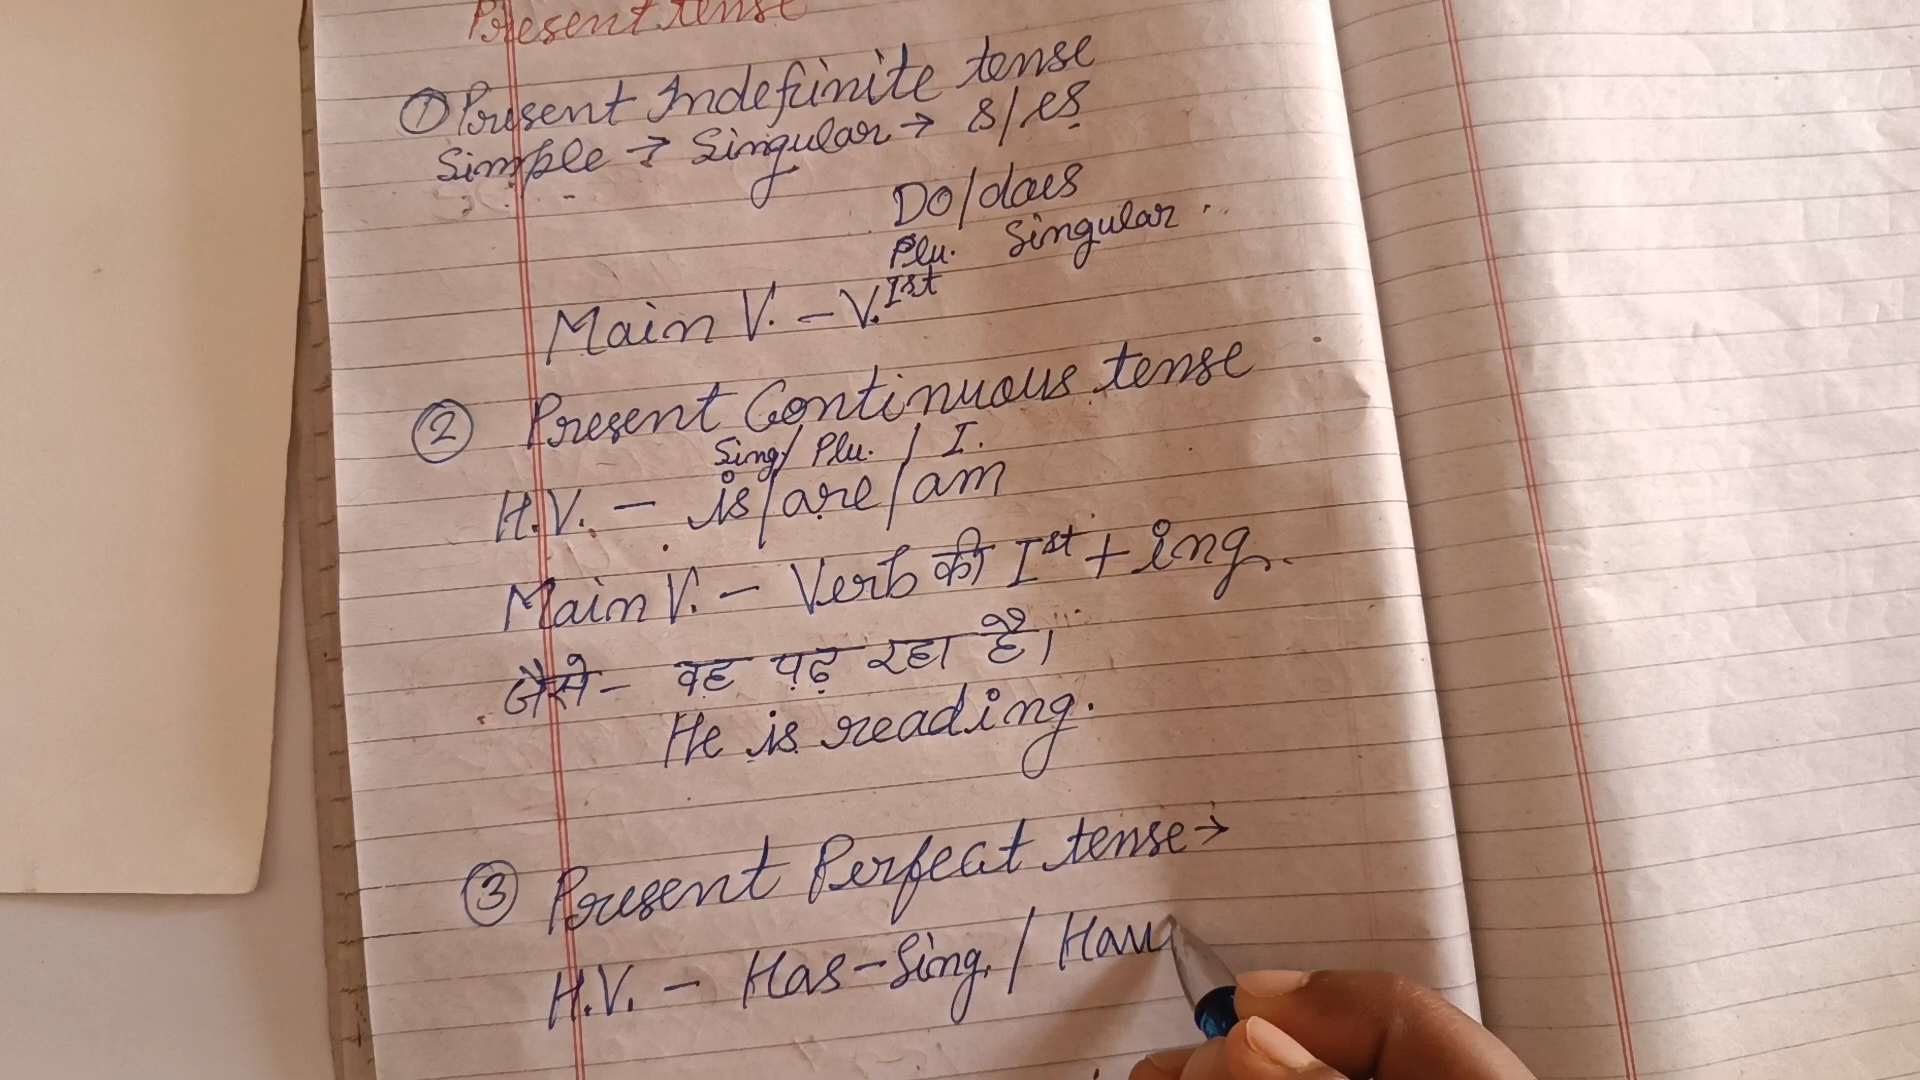 Present tense
① Present Indefinite tense
Simple → Singular → s/es
Do/does
Plu. Singular.
Main V. – V.Ist
② Present Continuous tense
Sing/ Plu. / I.
H.V. – is/are/am
Main V. – Verb की Ist + ing.
जैसे – वह पढ़ रहा है।
He is reading.
③ Present Perfect tense →
H.V. – Has – Sing. / Hav